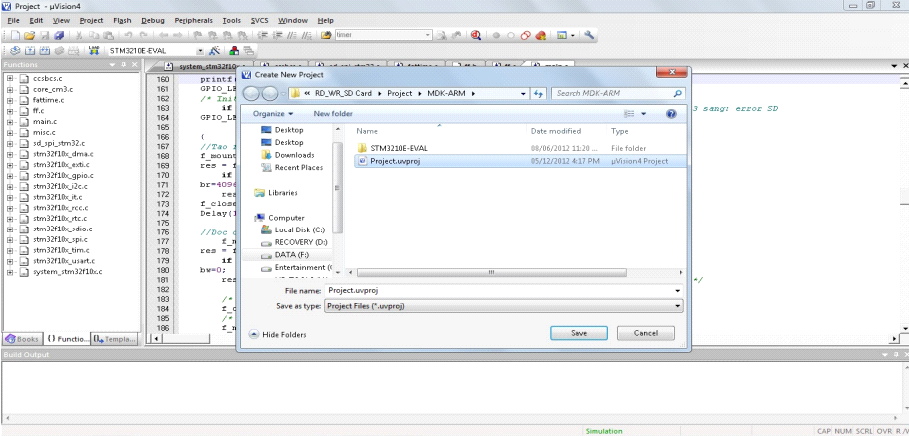 Project - µVision4
File Edit View Project Flash Debug Peripherals Tools SVCS Window Help
timer
STM3210E-EVAL
Functions
ccsbcs.c
core_cm3.c
fattime.c
ff.c
main.c
misc.c
sd_spi_stm32.c
stm32f10x_dma.c
stm32f10x_exti.c
stm32f10x_gpio.c
stm32f10x_i2c.c
stm32f10x_it.c
stm32f10x_rcc.c
stm32f10x_rtc.c
stm32f10x_sdio.c
stm32f10x_spi.c
stm32f10x_tim.c
stm32f10x_usart.c
system_stm32f10x.c
Books {} Functio... Templa...
160 printf(
161 GPIO_LE
162 /* Init
163 if 3 sang: error SD
164 GPIO_LE
165
166 {
167 //Tao
168 f_mount
169 res = f
170 if
171 br=4096
172 res
173 f_close
174 Delay(1
175
176 //Doc
177 f_m
178 res = f
179 if
180 bw=0;
181 res */
182
183 /*
184 f_c
185 /*
186 f_m
Create New Project
« RD_WR_SD Card Project MDK-ARM
Search MDK-ARM
Organize New folder
Desktop
Desktop
Downloads
Recent Places
Libraries
Computer
Local Disk (C:)
RECOVERY (D:)
DATA (F:)
Entertainment (
Name Date modified Type
STM3210E-EVAL 08/06/2012 11:20 ... File folder
Project.uvproj 05/12/2012 4:17 PM µVision4 Project
File name: Project.uvproj
Save as type: Project Files (*.uvproj)
Hide Folders Save Cancel
Build Output
Simulation CAP NUM SCRL OVR R/W